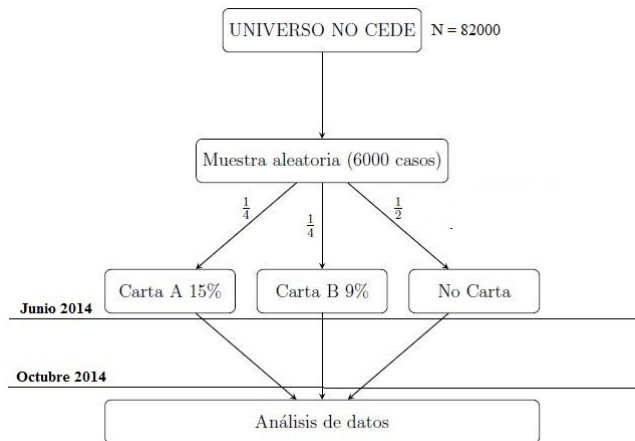 UNIVERSO NO CEDE N = 82000
Muestra aleatoria (6000 casos)
1/4 1/4 1/2
Carta A 15% Carta B 9% No Carta
Junio 2014
Octubre 2014
Análisis de datos